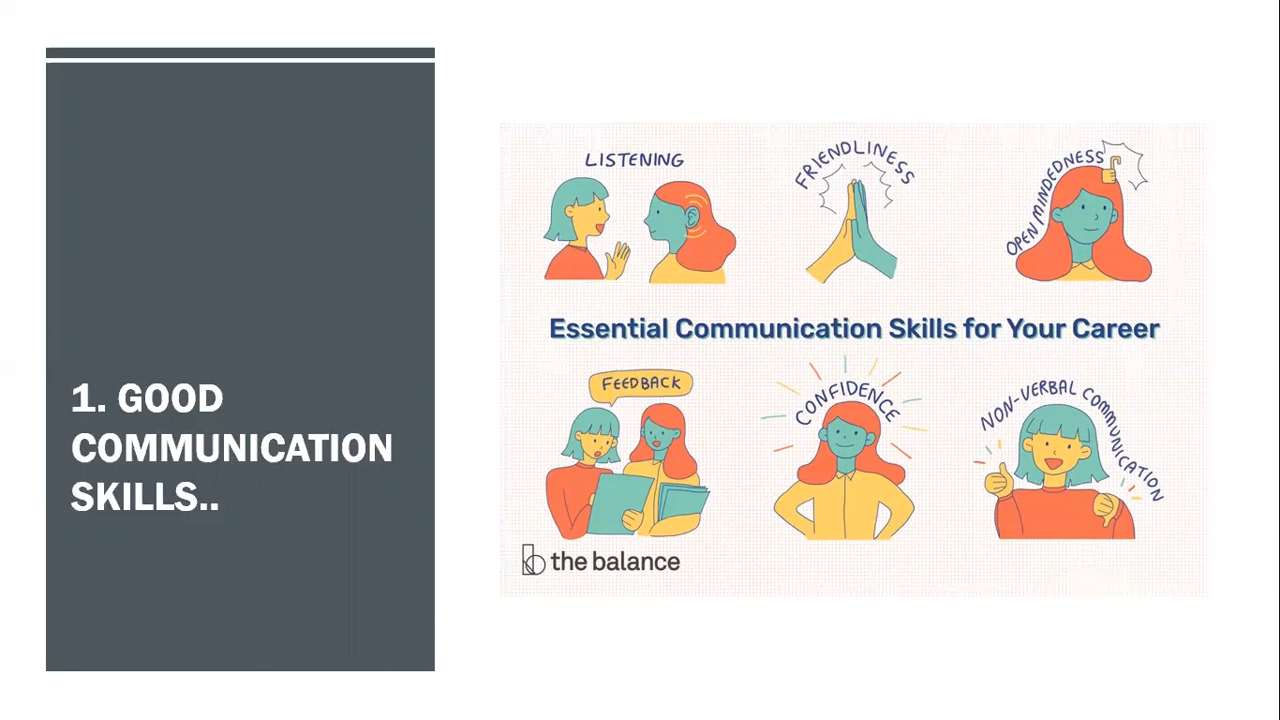 1. GOOD
COMMUNICATION
SKILLS..
LISTENING
FRIENDLINESS
OPEN MINDEDNESS
Essential Communication Skills for Your Career
FEEDBACK
CONFIDENCE
NON-VERBAL COMMUNICATION
the balance